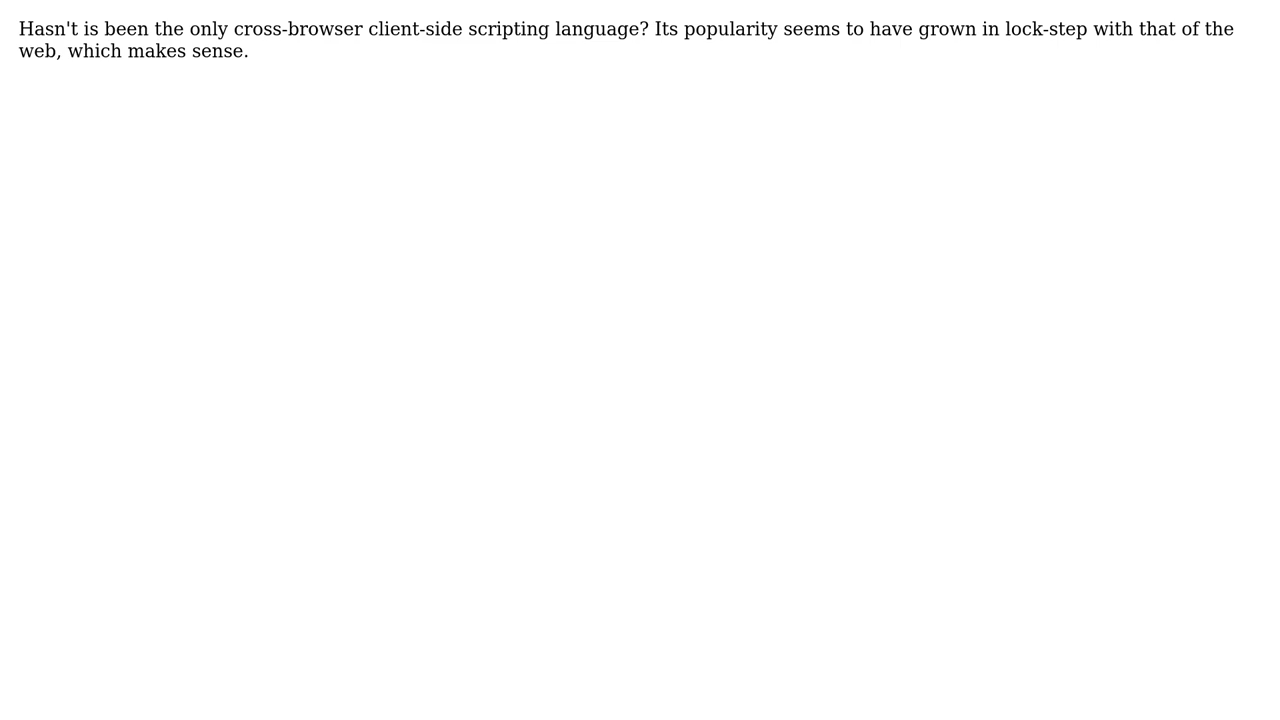 Hasn't is been the only cross-browser client-side scripting language? Its popularity seems to have grown in lock-step with that of the
web, which makes sense.